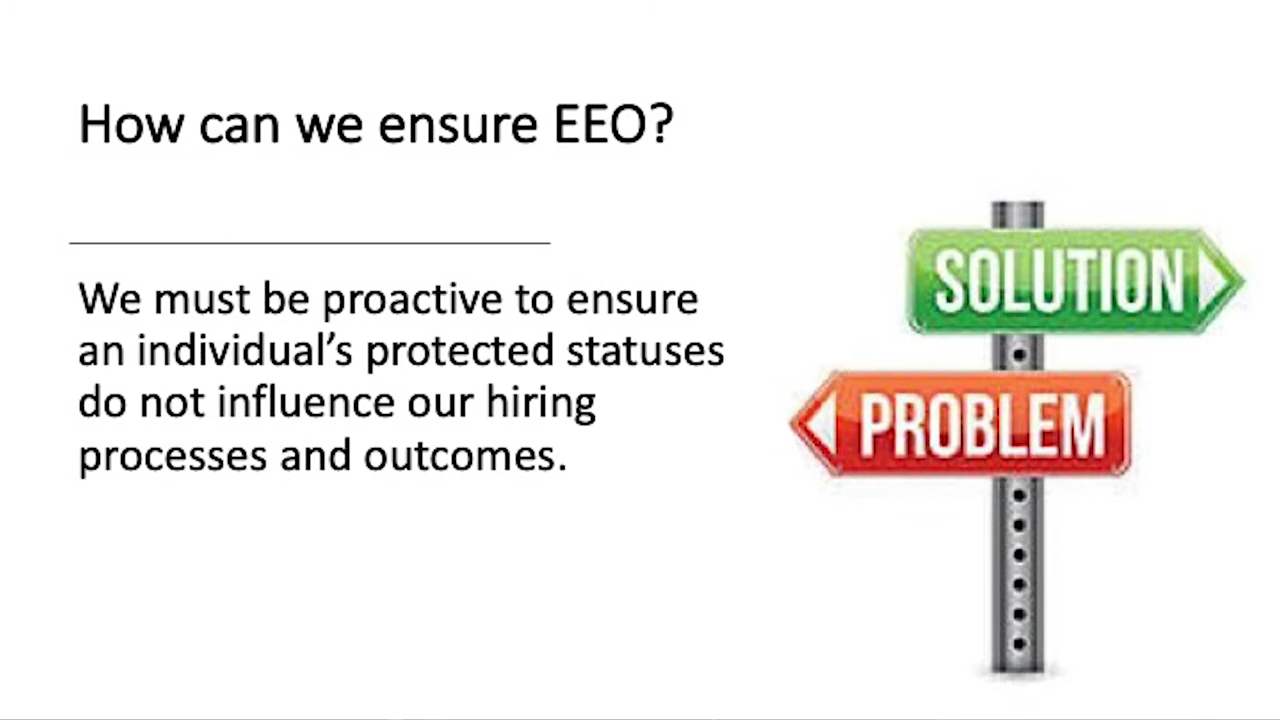 How can we ensure EEO?
We must be proactive to ensure
an individual’s protected statuses
do not influence our hiring
processes and outcomes.
SOLUTION
PROBLEM